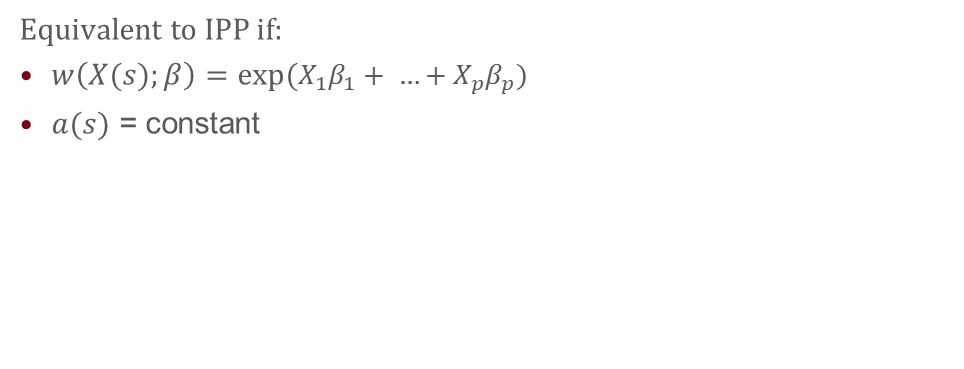 Equivalent to IPP if:
• w(X(s); β) = exp(X₁β₁ + … + Xₚβₚ)
• a(s) = constant